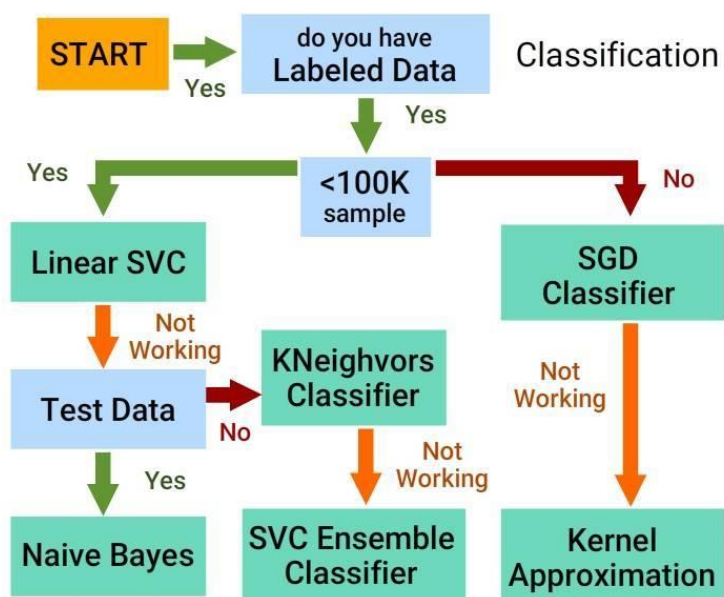 START
Yes
do you have
Labeled Data
Classification
Yes
Yes
<100K
sample
No
Linear SVC
SGD
Classifier
Not
Working
KNeighvors
Classifier
Not
Working
Test Data
No
Not
Working
Yes
Naive Bayes
SVC Ensemble
Classifier
Kernel
Approximation